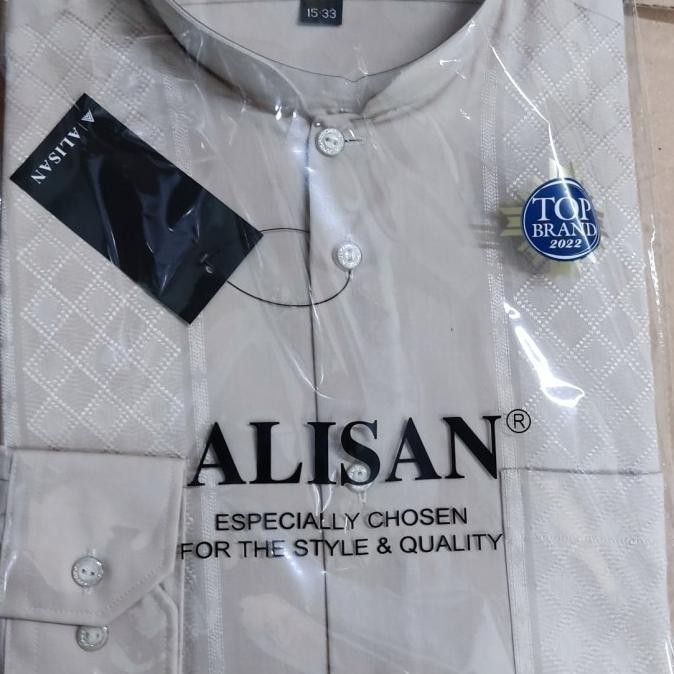 15·33
ALISAN
TOP
BRAND
2022
ALISAN®
ESPECIALLY CHOSEN
FOR THE STYLE & QUALITY